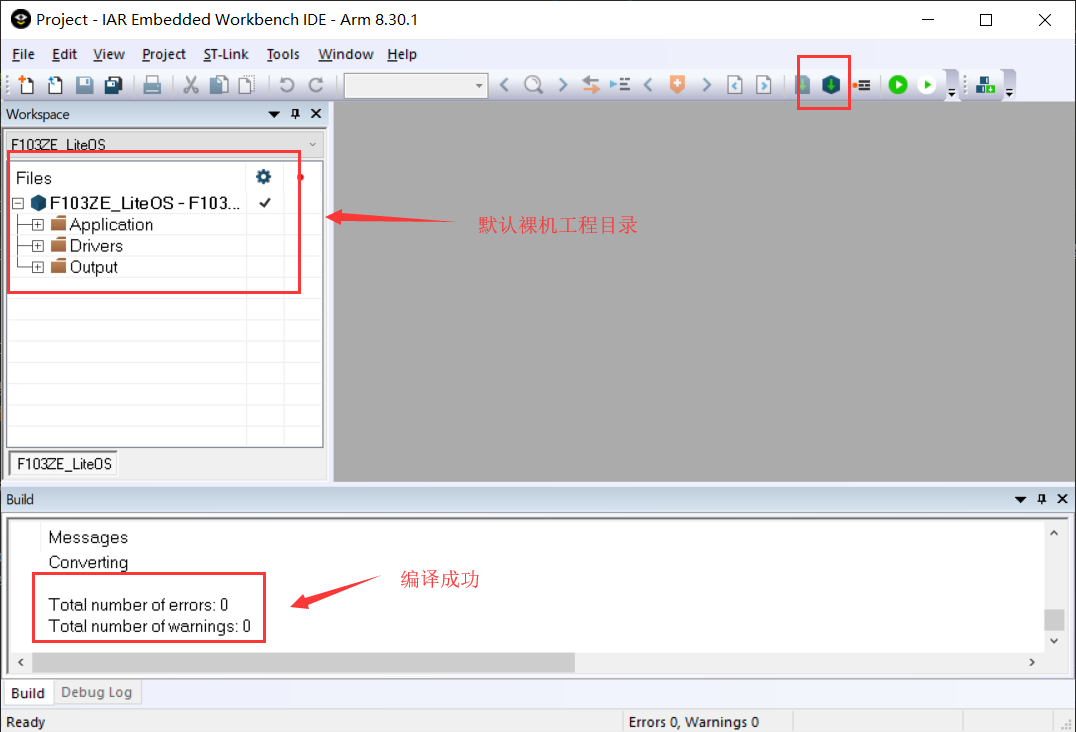 Project - IAR Embedded Workbench IDE - Arm 8.30.1
File Edit View Project ST-Link Tools Window Help
Workspace
F103ZE_LiteOS
Files
F103ZE_LiteOS - F103...
Application
Drivers
Output
默认裸机工程目录
F103ZE_LiteOS
Build
Messages
Converting
Total number of errors: 0
Total number of warnings: 0
编译成功
Build Debug Log
Ready Errors 0, Warnings 0